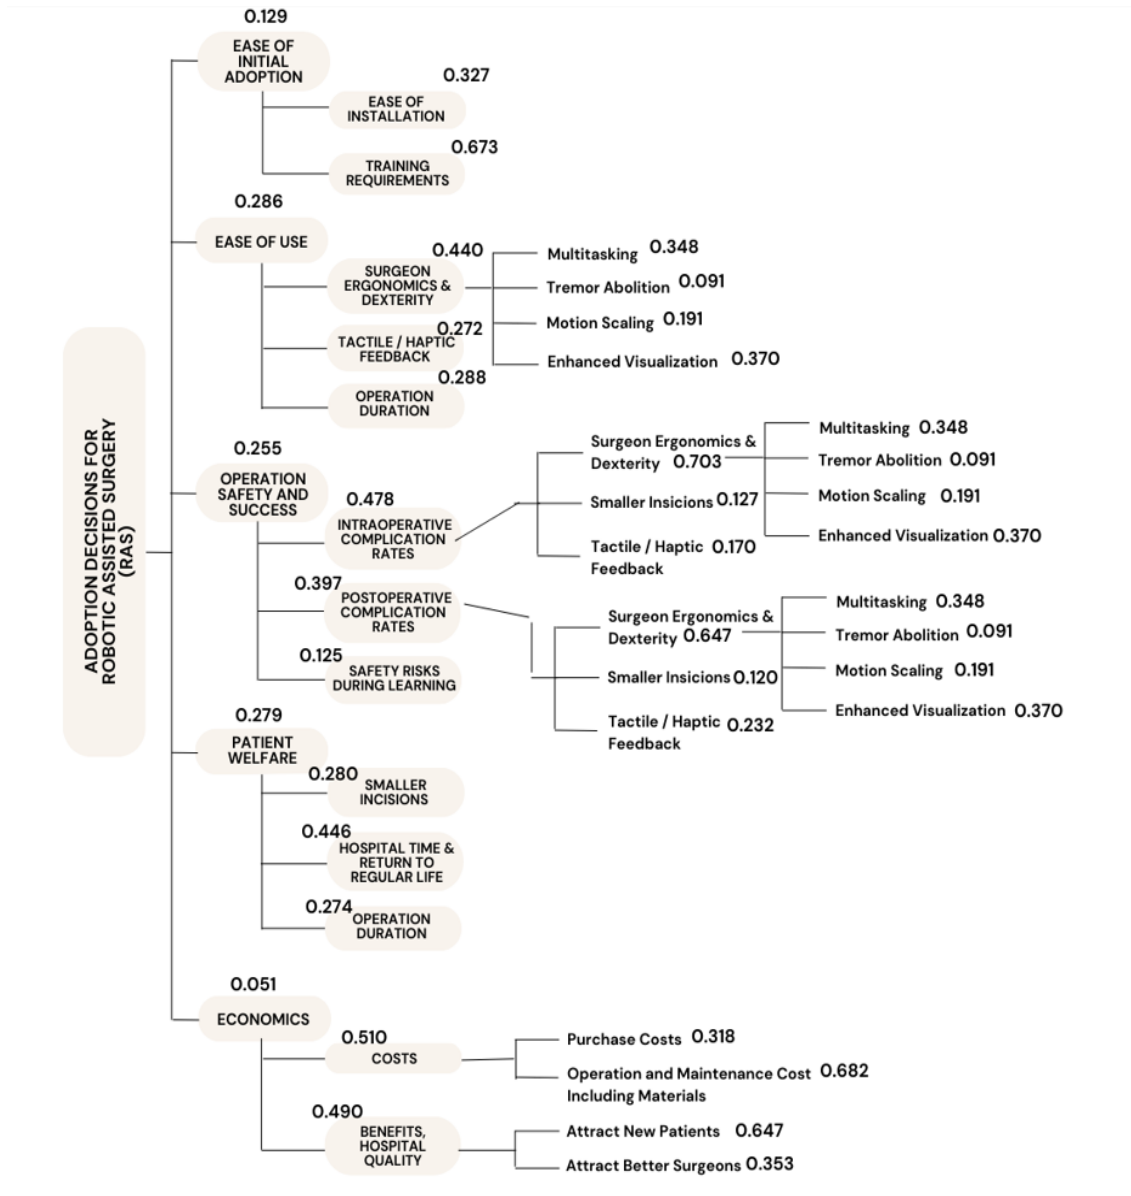 ADOPTION DECISIONS FOR
ROBOTIC ASSISTED SURGERY
(RAS)
0.129
EASE OF
INITIAL
ADOPTION
0.327
EASE OF
INSTALLATION
0.673
TRAINING
REQUIREMENTS
0.286
EASE OF USE
0.440
SURGEON
ERGONOMICS &
DEXTERITY
Multitasking 0.348
Tremor Abolition 0.091
Motion Scaling 0.191
Enhanced Visualization 0.370
0.272
TACTILE / HAPTIC
FEEDBACK
0.288
OPERATION
DURATION
0.255
OPERATION
SAFETY AND
SUCCESS
0.478
INTRAOPERATIVE
COMPLICATION
RATES
Surgeon Ergonomics &
Dexterity 0.703
Multitasking 0.348
Tremor Abolition 0.091
Motion Scaling 0.191
Enhanced Visualization 0.370
Smaller Insicions 0.127
Tactile / Haptic 0.170
Feedback
0.397
POSTOPERATIVE
COMPLICATION
RATES
Surgeon Ergonomics &
Dexterity 0.647
Multitasking 0.348
Tremor Abolition 0.091
Motion Scaling 0.191
Enhanced Visualization 0.370
Smaller Insicions 0.120
Tactile / Haptic 0.232
Feedback
0.125
SAFETY RISKS
DURING LEARNING
0.279
PATIENT
WELFARE
0.280
SMALLER
INCISIONS
0.446
HOSPITAL TIME &
RETURN TO
REGULAR LIFE
0.274
OPERATION
DURATION
0.051
ECONOMICS
0.510
COSTS
Purchase Costs 0.318
Operation and Maintenance Cost 0.682
Including Materials
0.490
BENEFITS,
HOSPITAL
QUALITY
Attract New Patients 0.647
Attract Better Surgeons 0.353